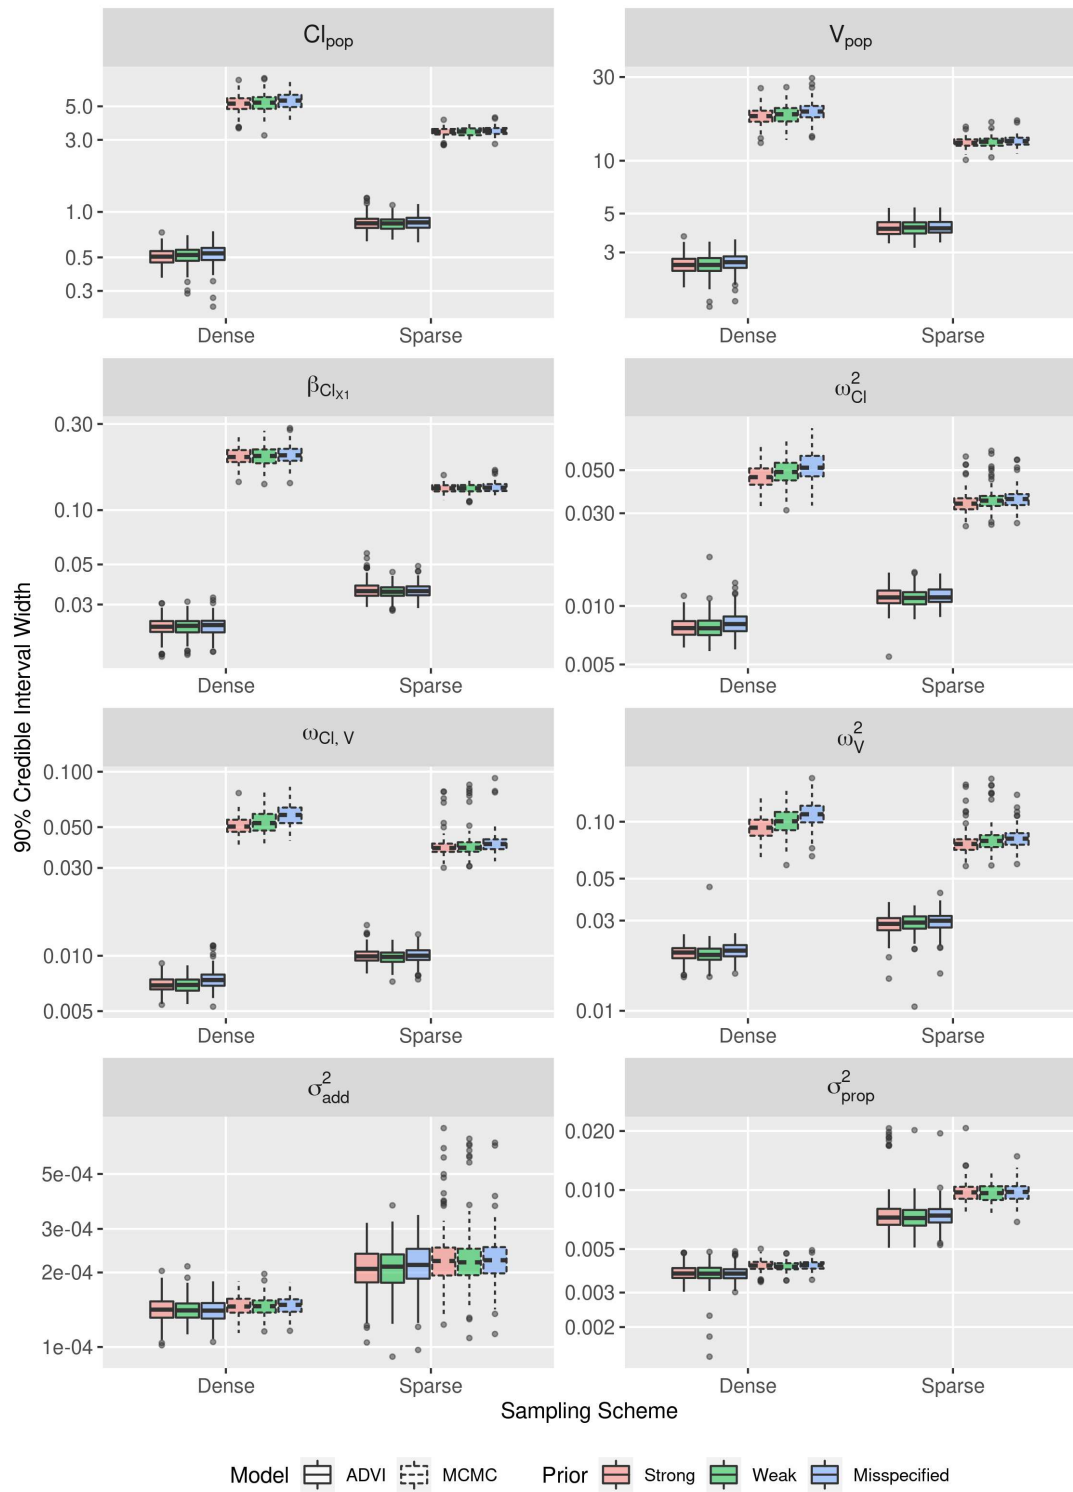 Cl_pop
V_pop
5.0
3.0
1.0
0.5
0.3
30
10
5
3
Dense
Sparse
Dense
Sparse
β_Cl_X1
ω²_Cl
0.30
0.10
0.05
0.03
0.050
0.030
0.010
0.005
Dense
Sparse
Dense
Sparse
90% Credible Interval Width
ω_Cl, V
ω²_V
0.100
0.050
0.030
0.010
0.005
0.10
0.05
0.03
0.01
Dense
Sparse
Dense
Sparse
σ²_add
σ²_prop
5e-04
3e-04
2e-04
1e-04
0.020
0.010
0.005
0.003
0.002
Dense
Sparse
Dense
Sparse
Sampling Scheme
Model ADVI MCMC Prior Strong Weak Misspecified